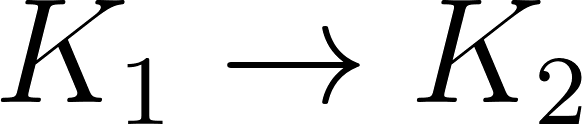 K₁ → K₂